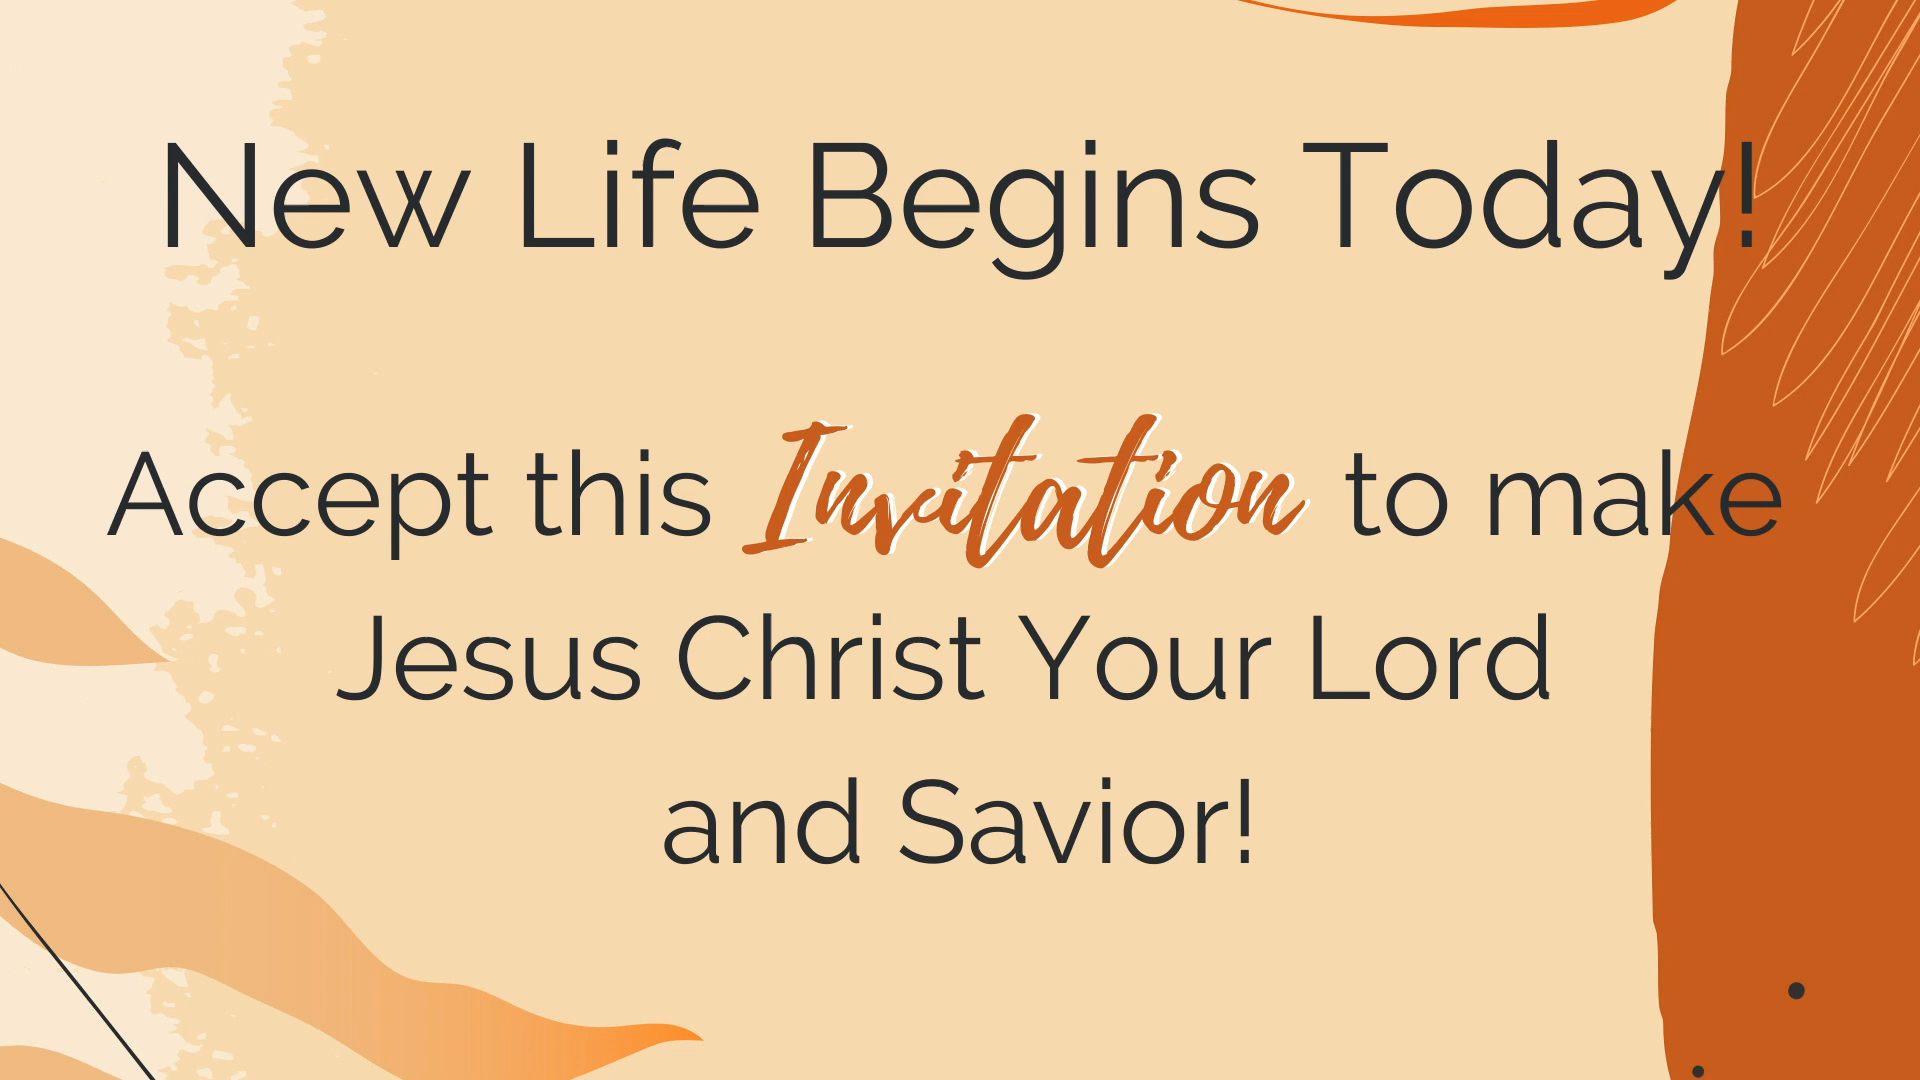 New Life Begins Today!
Accept this Invitation to make
Jesus Christ Your Lord
and Savior!